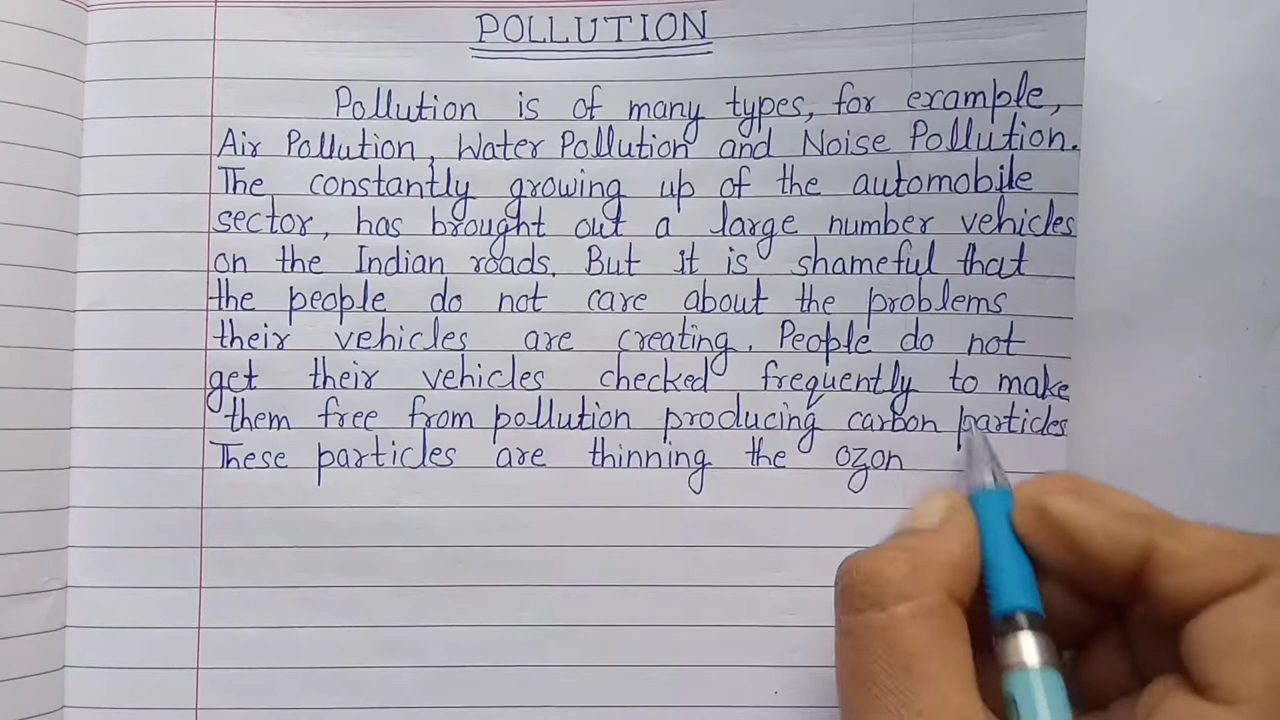 POLLUTION
Pollution is of many types, for example,
Air Pollution, Water Pollution and Noise Pollution.
The constantly growing up of the automobile
sector, has brought out a large number vehicles
on the Indian roads. But it is shameful that
the people do not care about the problems
their vehicles are creating. People do not
get their vehicles checked frequently to make
them free from pollution producing carbon particles
These particles are thinning the ozon